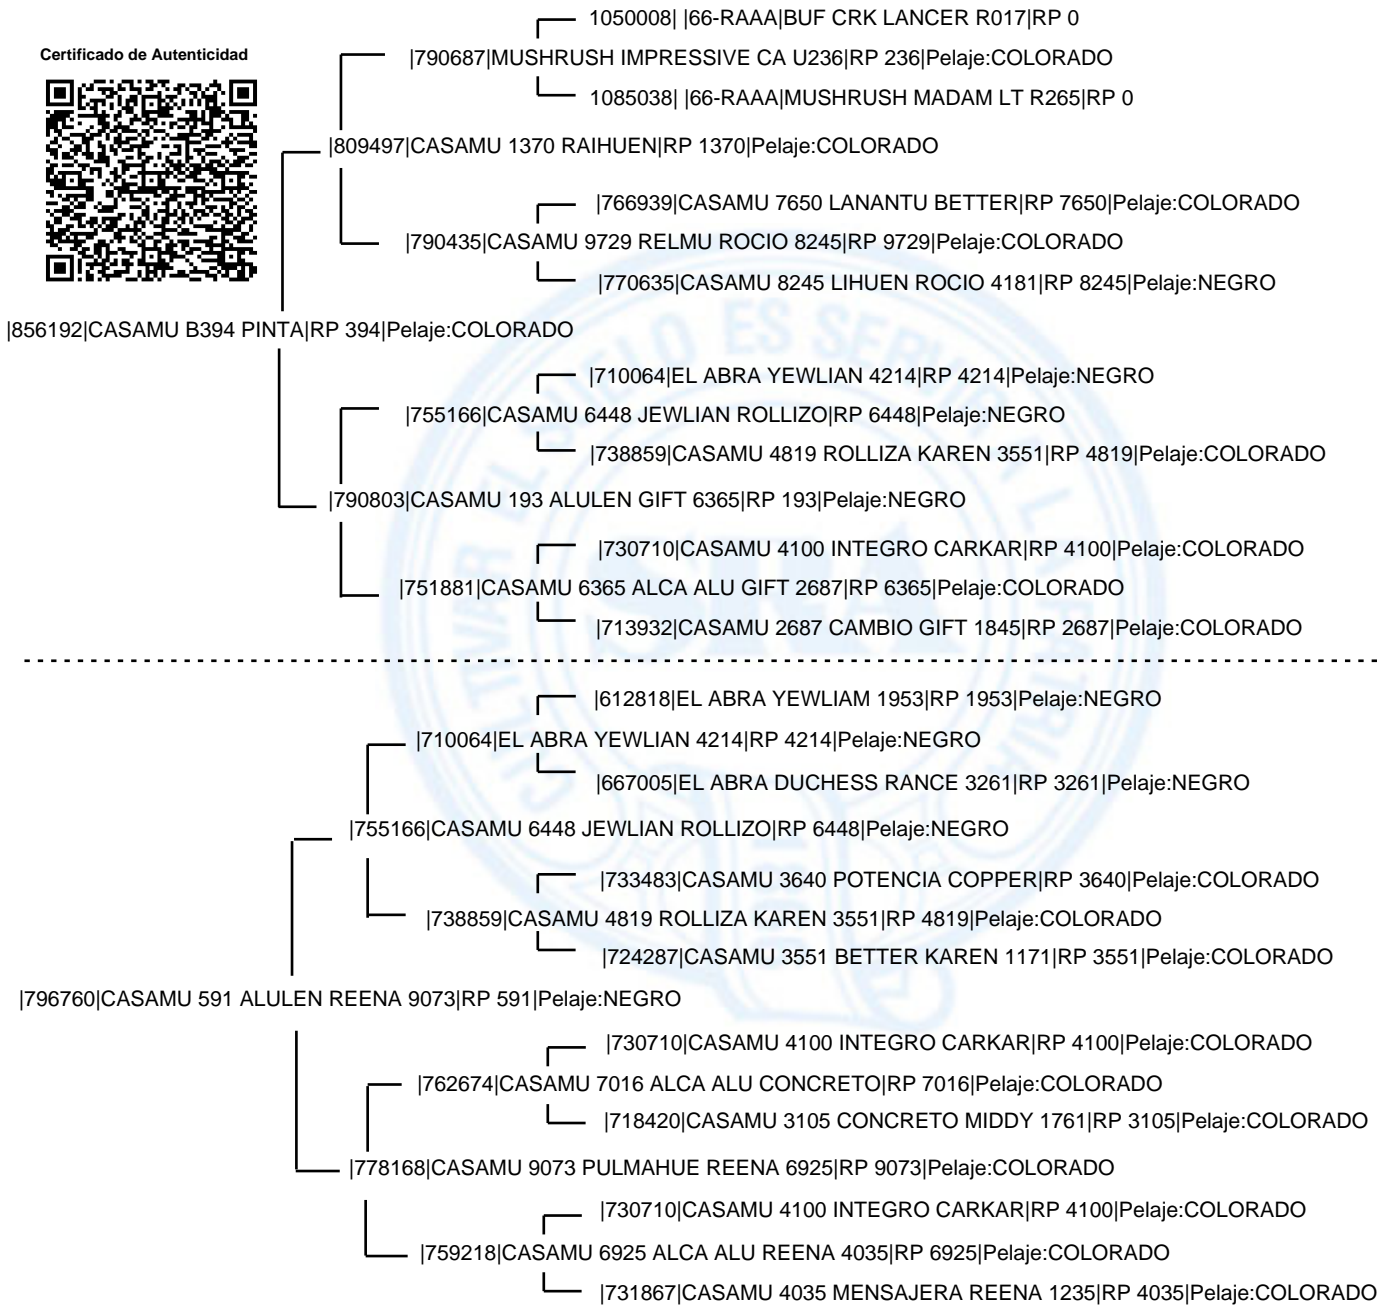 1050008| |66-RAAA|BUF CRK LANCER R017|RP 0
Certificado de Autenticidad
|790687|MUSHRUSH IMPRESSIVE CA U236|RP 236|Pelaje:COLORADO
1085038| |66-RAAA|MUSHRUSH MADAM LT R265|RP 0
|809497|CASAMU 1370 RAIHUEN|RP 1370|Pelaje:COLORADO
|766939|CASAMU 7650 LANANTU BETTER|RP 7650|Pelaje:COLORADO
|790435|CASAMU 9729 RELMU ROCIO 8245|RP 9729|Pelaje:COLORADO
|770635|CASAMU 8245 LIHUEN ROCIO 4181|RP 8245|Pelaje:NEGRO
|856192|CASAMU B394 PINTA|RP 394|Pelaje:COLORADO
|710064|EL ABRA YEWLIAN 4214|RP 4214|Pelaje:NEGRO
|755166|CASAMU 6448 JEWLIAN ROLLIZO|RP 6448|Pelaje:NEGRO
|738859|CASAMU 4819 ROLLIZA KAREN 3551|RP 4819|Pelaje:COLORADO
|790803|CASAMU 193 ALULEN GIFT 6365|RP 193|Pelaje:NEGRO
|730710|CASAMU 4100 INTEGRO CARKAR|RP 4100|Pelaje:COLORADO
|751881|CASAMU 6365 ALCA ALU GIFT 2687|RP 6365|Pelaje:COLORADO
|713932|CASAMU 2687 CAMBIO GIFT 1845|RP 2687|Pelaje:COLORADO
|612818|EL ABRA YEWLIAM 1953|RP 1953|Pelaje:NEGRO
|710064|EL ABRA YEWLIAN 4214|RP 4214|Pelaje:NEGRO
|667005|EL ABRA DUCHESS RANCE 3261|RP 3261|Pelaje:NEGRO
|755166|CASAMU 6448 JEWLIAN ROLLIZO|RP 6448|Pelaje:NEGRO
|733483|CASAMU 3640 POTENCIA COPPER|RP 3640|Pelaje:COLORADO
|738859|CASAMU 4819 ROLLIZA KAREN 3551|RP 4819|Pelaje:COLORADO
|724287|CASAMU 3551 BETTER KAREN 1171|RP 3551|Pelaje:COLORADO
|796760|CASAMU 591 ALULEN REENA 9073|RP 591|Pelaje:NEGRO
|730710|CASAMU 4100 INTEGRO CARKAR|RP 4100|Pelaje:COLORADO
|762674|CASAMU 7016 ALCA ALU CONCRETO|RP 7016|Pelaje:COLORADO
|718420|CASAMU 3105 CONCRETO MIDDY 1761|RP 3105|Pelaje:COLORADO
|778168|CASAMU 9073 PULMAHUE REENA 6925|RP 9073|Pelaje:COLORADO
|730710|CASAMU 4100 INTEGRO CARKAR|RP 4100|Pelaje:COLORADO
|759218|CASAMU 6925 ALCA ALU REENA 4035|RP 6925|Pelaje:COLORADO
|731867|CASAMU 4035 MENSAJERA REENA 1235|RP 4035|Pelaje:COLORADO
CULTIVAR EL SUELO ES SERVIR A LA PATRIA
SRA